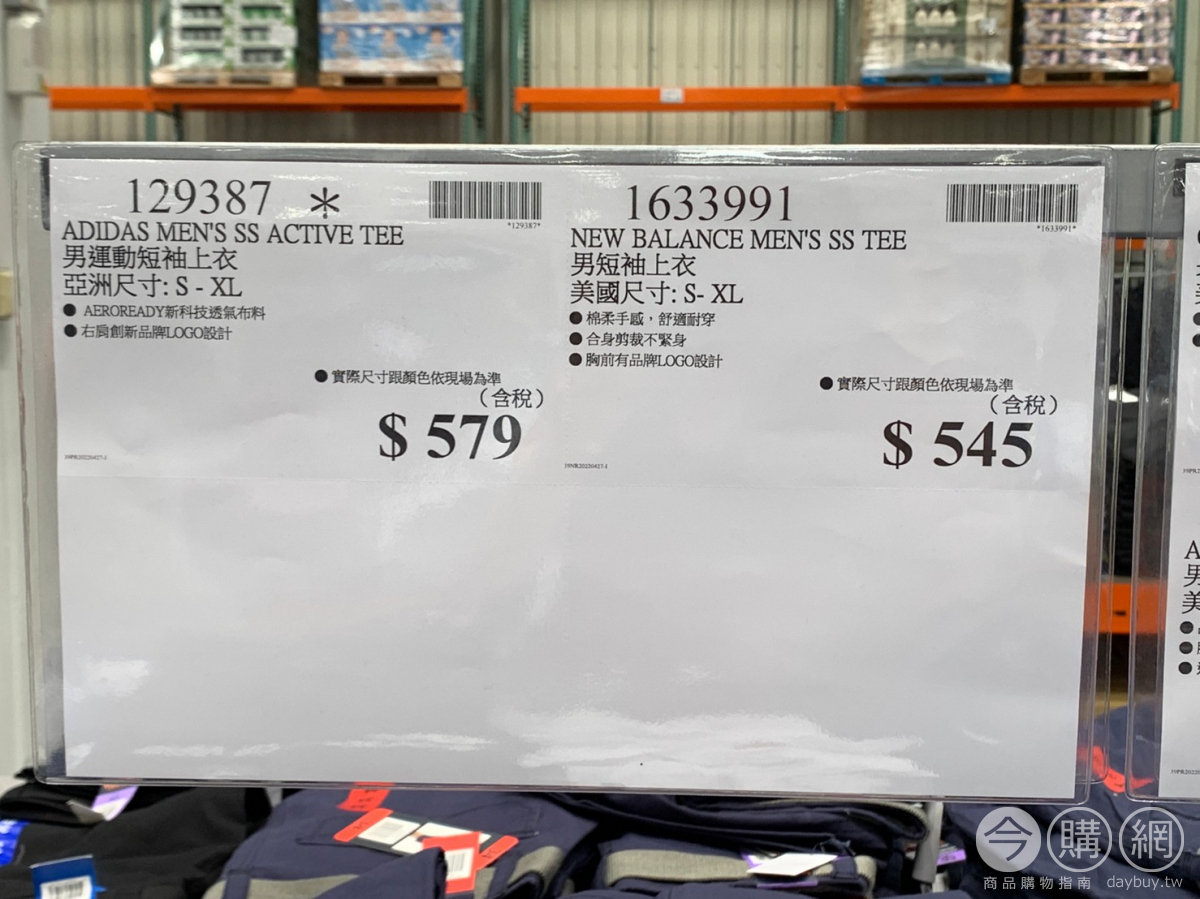 129387 *
*129387*
ADIDAS MEN'S SS ACTIVE TEE
男運動短袖上衣
亞洲尺寸: S - XL
● AEROREADY新科技透氣布料
● 右肩創新品牌LOGO設計
● 實際尺寸跟顏色依現場為準
（含稅）
$ 579
1633991
*1633991*
NEW BALANCE MEN'S SS TEE
男短袖上衣
美國尺寸: S- XL
● 棉柔手感，舒適耐穿
● 合身剪裁不緊身
● 胸前有品牌LOGO設計
● 實際尺寸跟顏色依現場為準
（含稅）
$ 545
A
男
美
今購網
商品購物指南 daybuy.tw